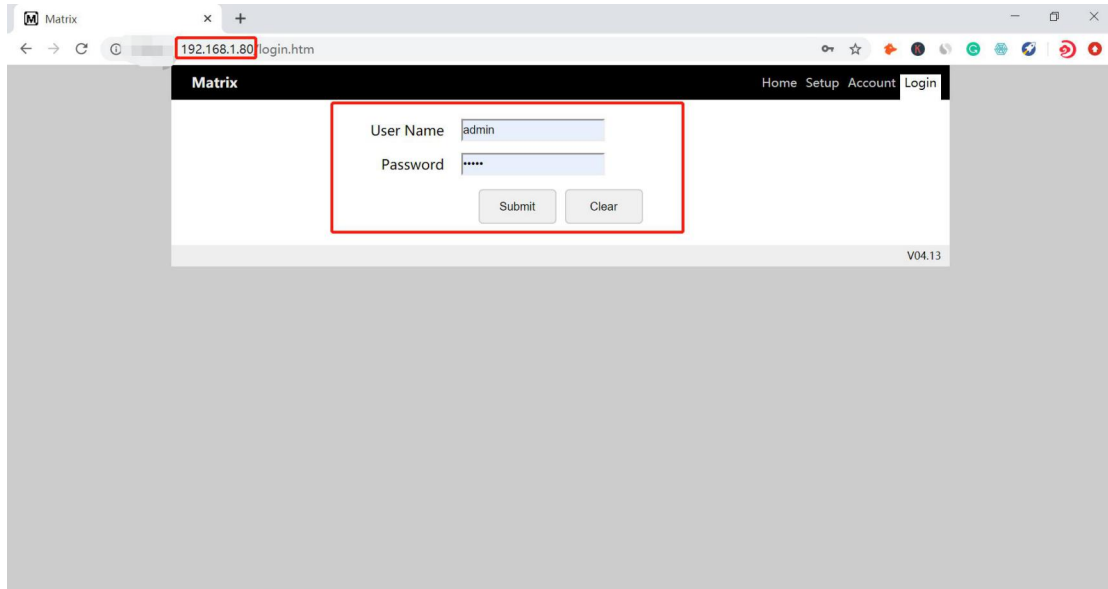 M Matrix
192.168.1.80/login.htm
Matrix Home Setup Account Login
User Name admin
Password •••••
Submit Clear
V04.13